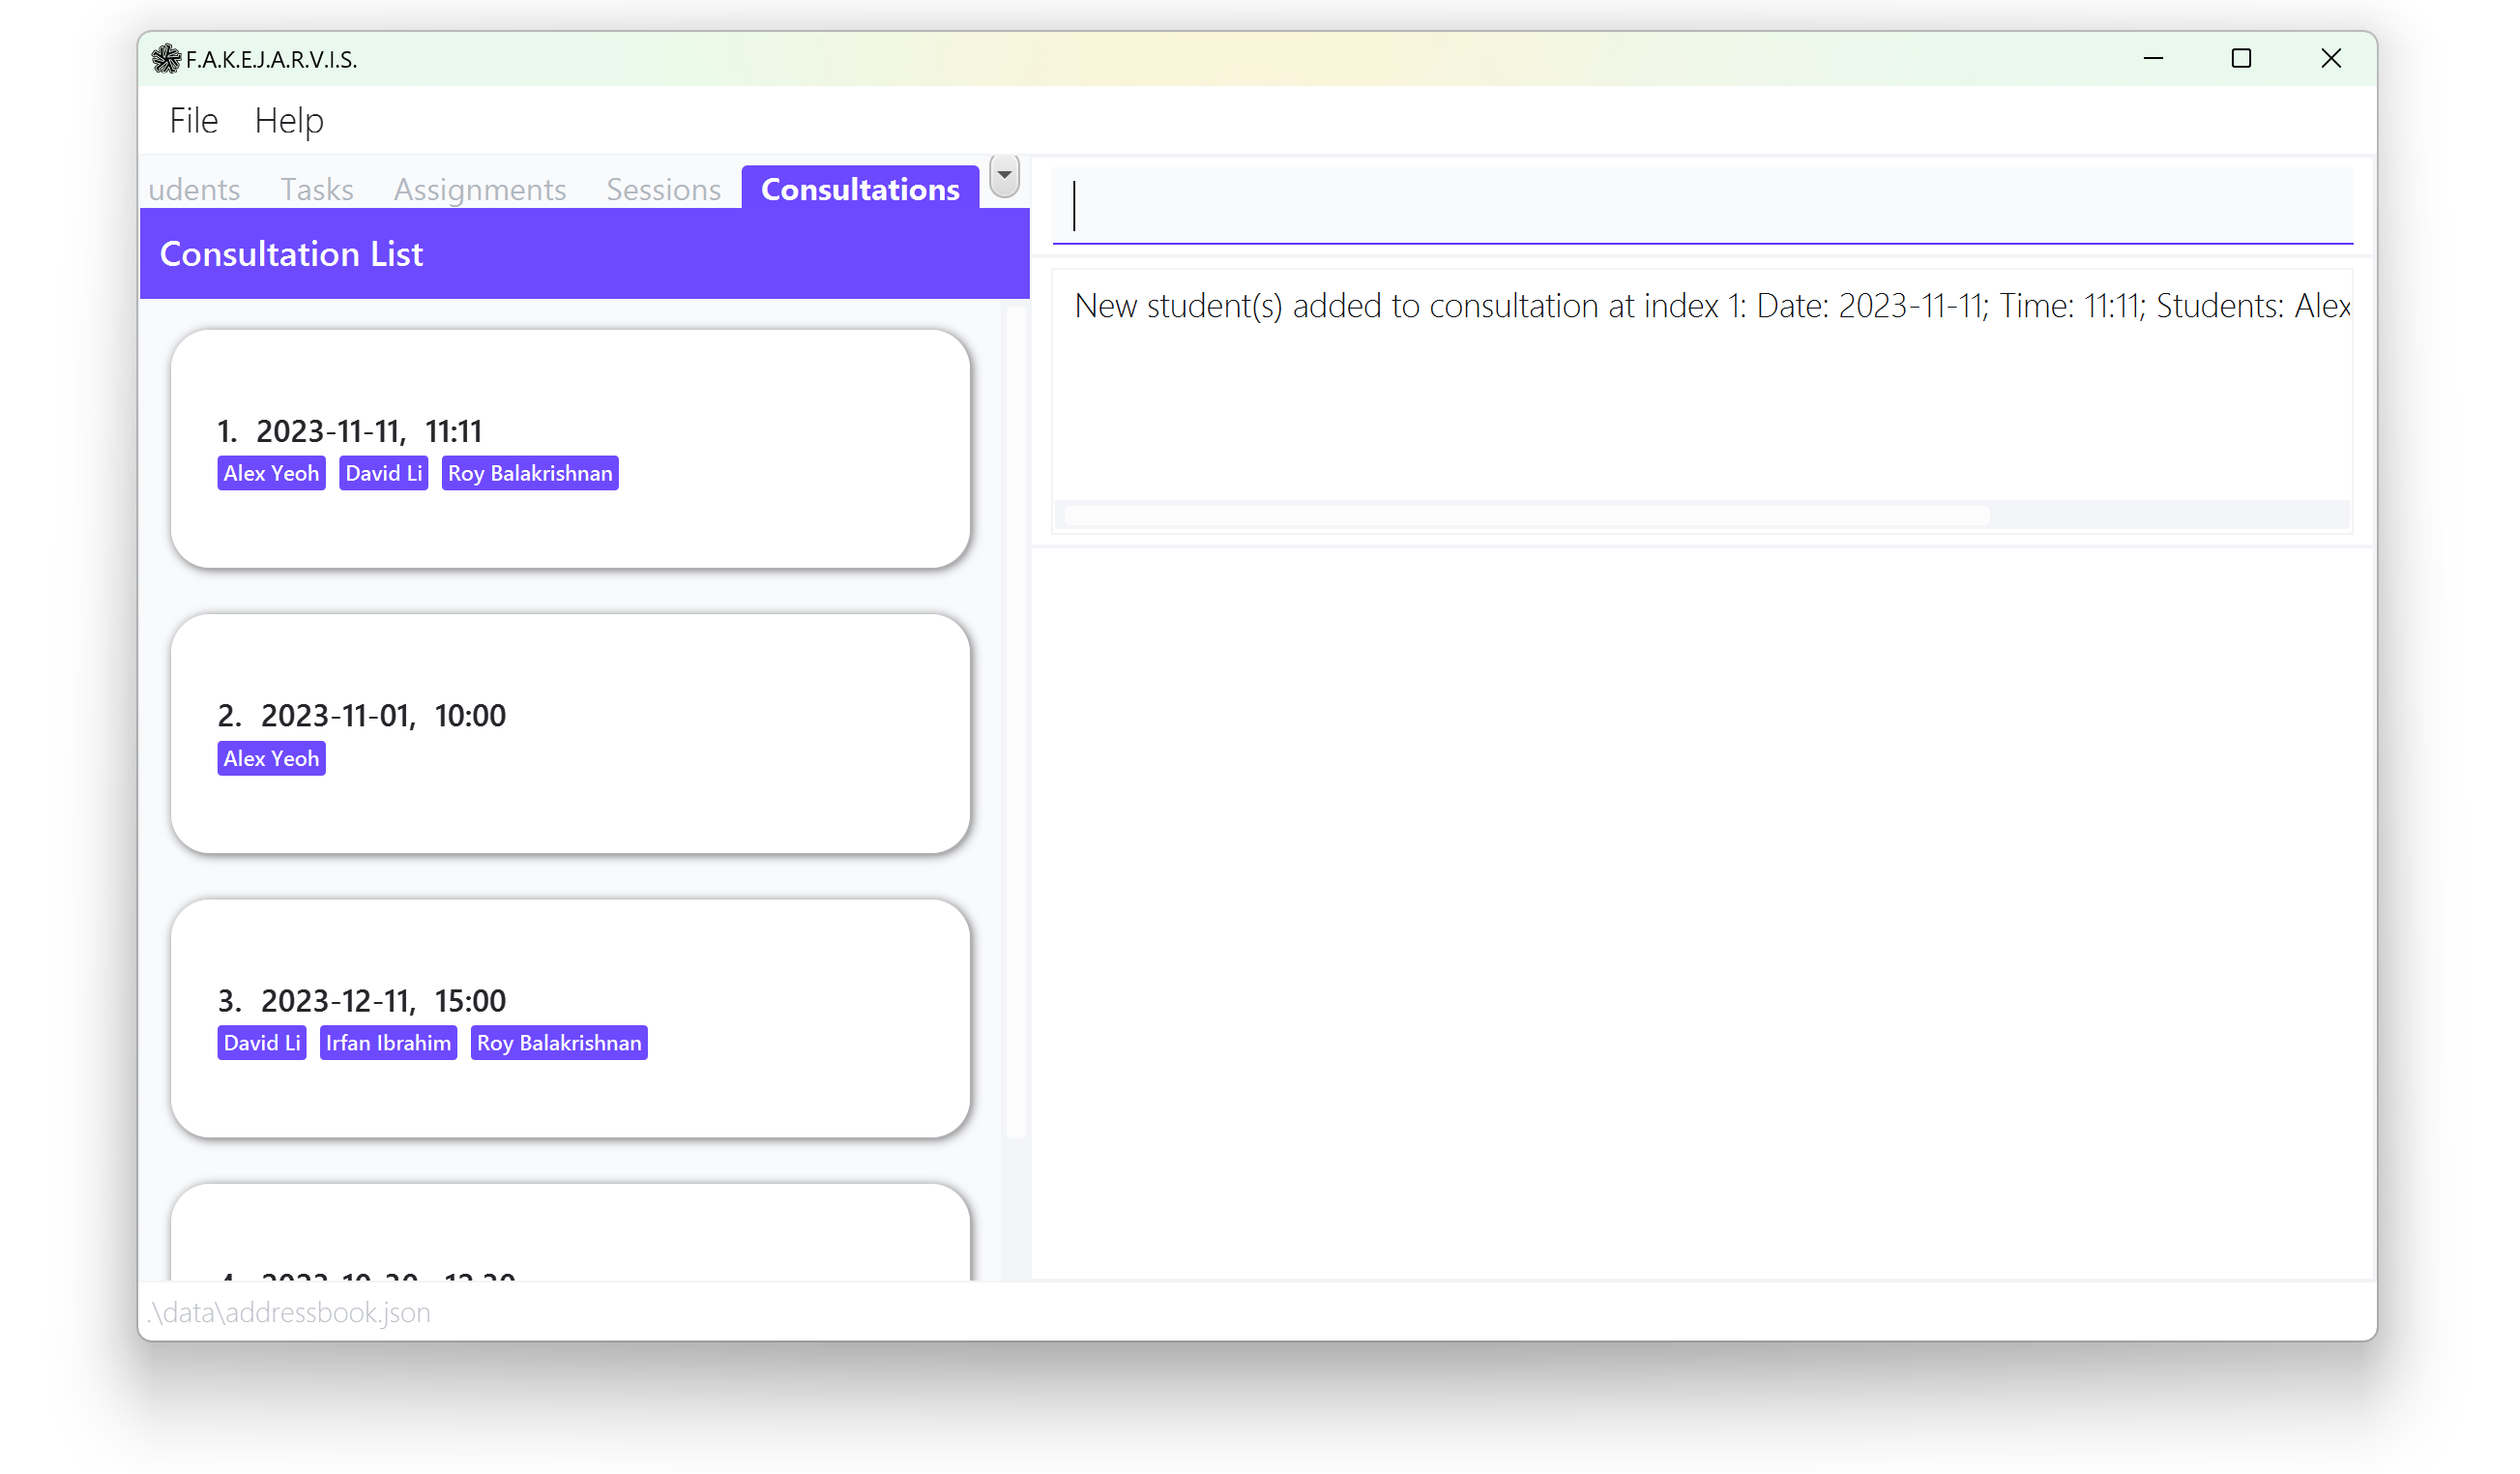 F.A.K.E.J.A.R.V.I.S.
File Help
udents Tasks Assignments Sessions Consultations
Consultation List
1. 2023-11-11, 11:11
Alex Yeoh David Li Roy Balakrishnan
2. 2023-11-01, 10:00
Alex Yeoh
3. 2023-12-11, 15:00
David Li Irfan Ibrahim Roy Balakrishnan
New student(s) added to consultation at index 1: Date: 2023-11-11; Time: 11:11; Students: Alex
.\data\addressbook.json